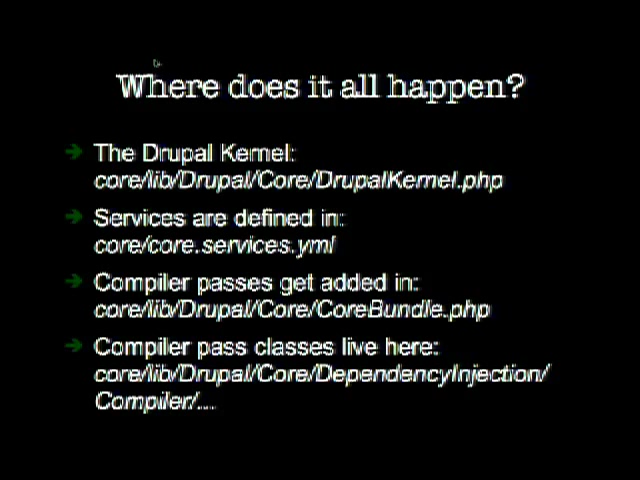 Where does it all happen?
The Drupal Kernel:
core/lib/Drupal/Core/DrupalKernel.php
Services are defined in:
core/core.services.yml
Compiler passes get added in:
core/lib/Drupal/Core/CoreBundle.php
Compiler pass classes live here:
core/lib/Drupal/Core/DependencyInjection/
Compiler/...